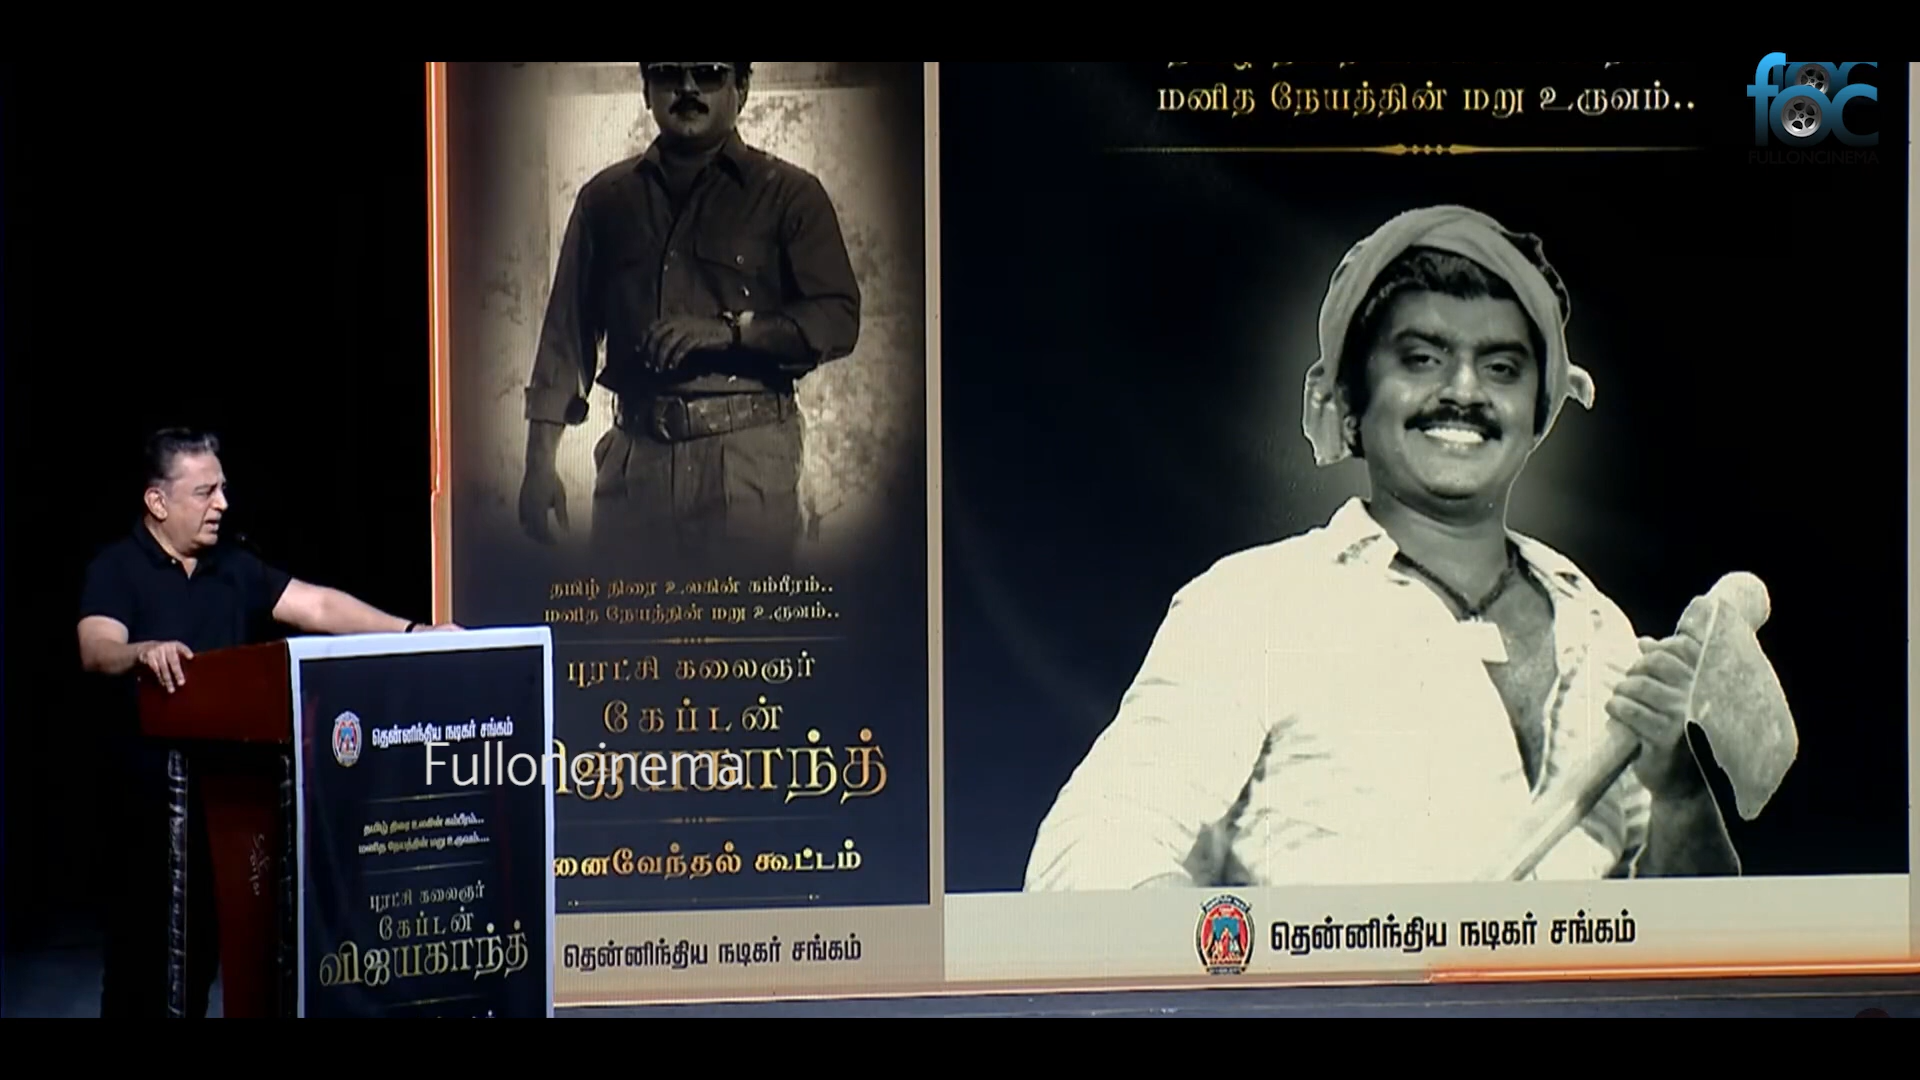 மனித நேயத்தின் மறு உருவம்..
foc
FULLONCINEMA
தமிழ் திரை உலகின் கம்பீரம்..
மனித நேயத்தின் மறு உருவம்..
புரட்சி கலைஞர்
கேப்டன்
Fulloncinema
தென்னிந்திய நடிகர் சங்கம்
தென்னிந்திய நடிகர் சங்கம்
தென்னிந்திய நடிகர் சங்கம்
தமிழ் திரை உலகின் கம்பீரம்..
மனித நேயத்தின் மறு உருவம்....
புரட்சி கலைஞர்
கேப்டன்
விஜயகாந்த்
கூட்டம்